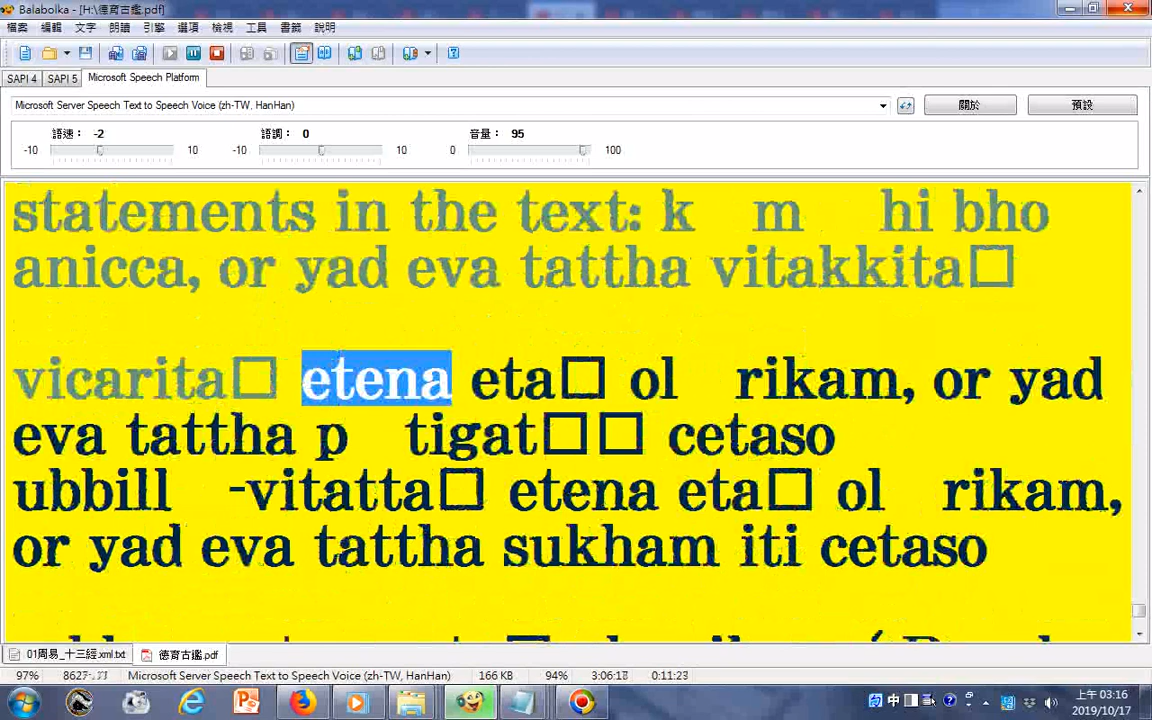 Balabolka - [H:\德育古鑑.pdf]
檔案 編輯 文字 朗讀 引擎 選項 檢視 工具 書籤 說明
SAPI 4 SAPI 5 Microsoft Speech Platform
Microsoft Server Speech Text to Speech Voice (zh-TW, HanHan) 關於 預設
語速： -2 語調： 0 音量： 95
-10 10 -10 10 0 100
statements in the text: k m hi bho
anicca, or yad eva tattha vitakkita□
vicarita□ etena eta□ ol rikam, or yad
eva tattha p tigat□□ cetaso
ubbill -vitatta□ etena eta□ ol rikam,
or yad eva tattha sukham iti cetaso
01周易_十三經.xml.txt 德育古鑑.pdf
97% Microsoft Server Speech Text to Speech Voice (zh-TW, HanHan) 166 KB 94% 3:06:18 0:11:23
中 上午 03:16
2019/10/17